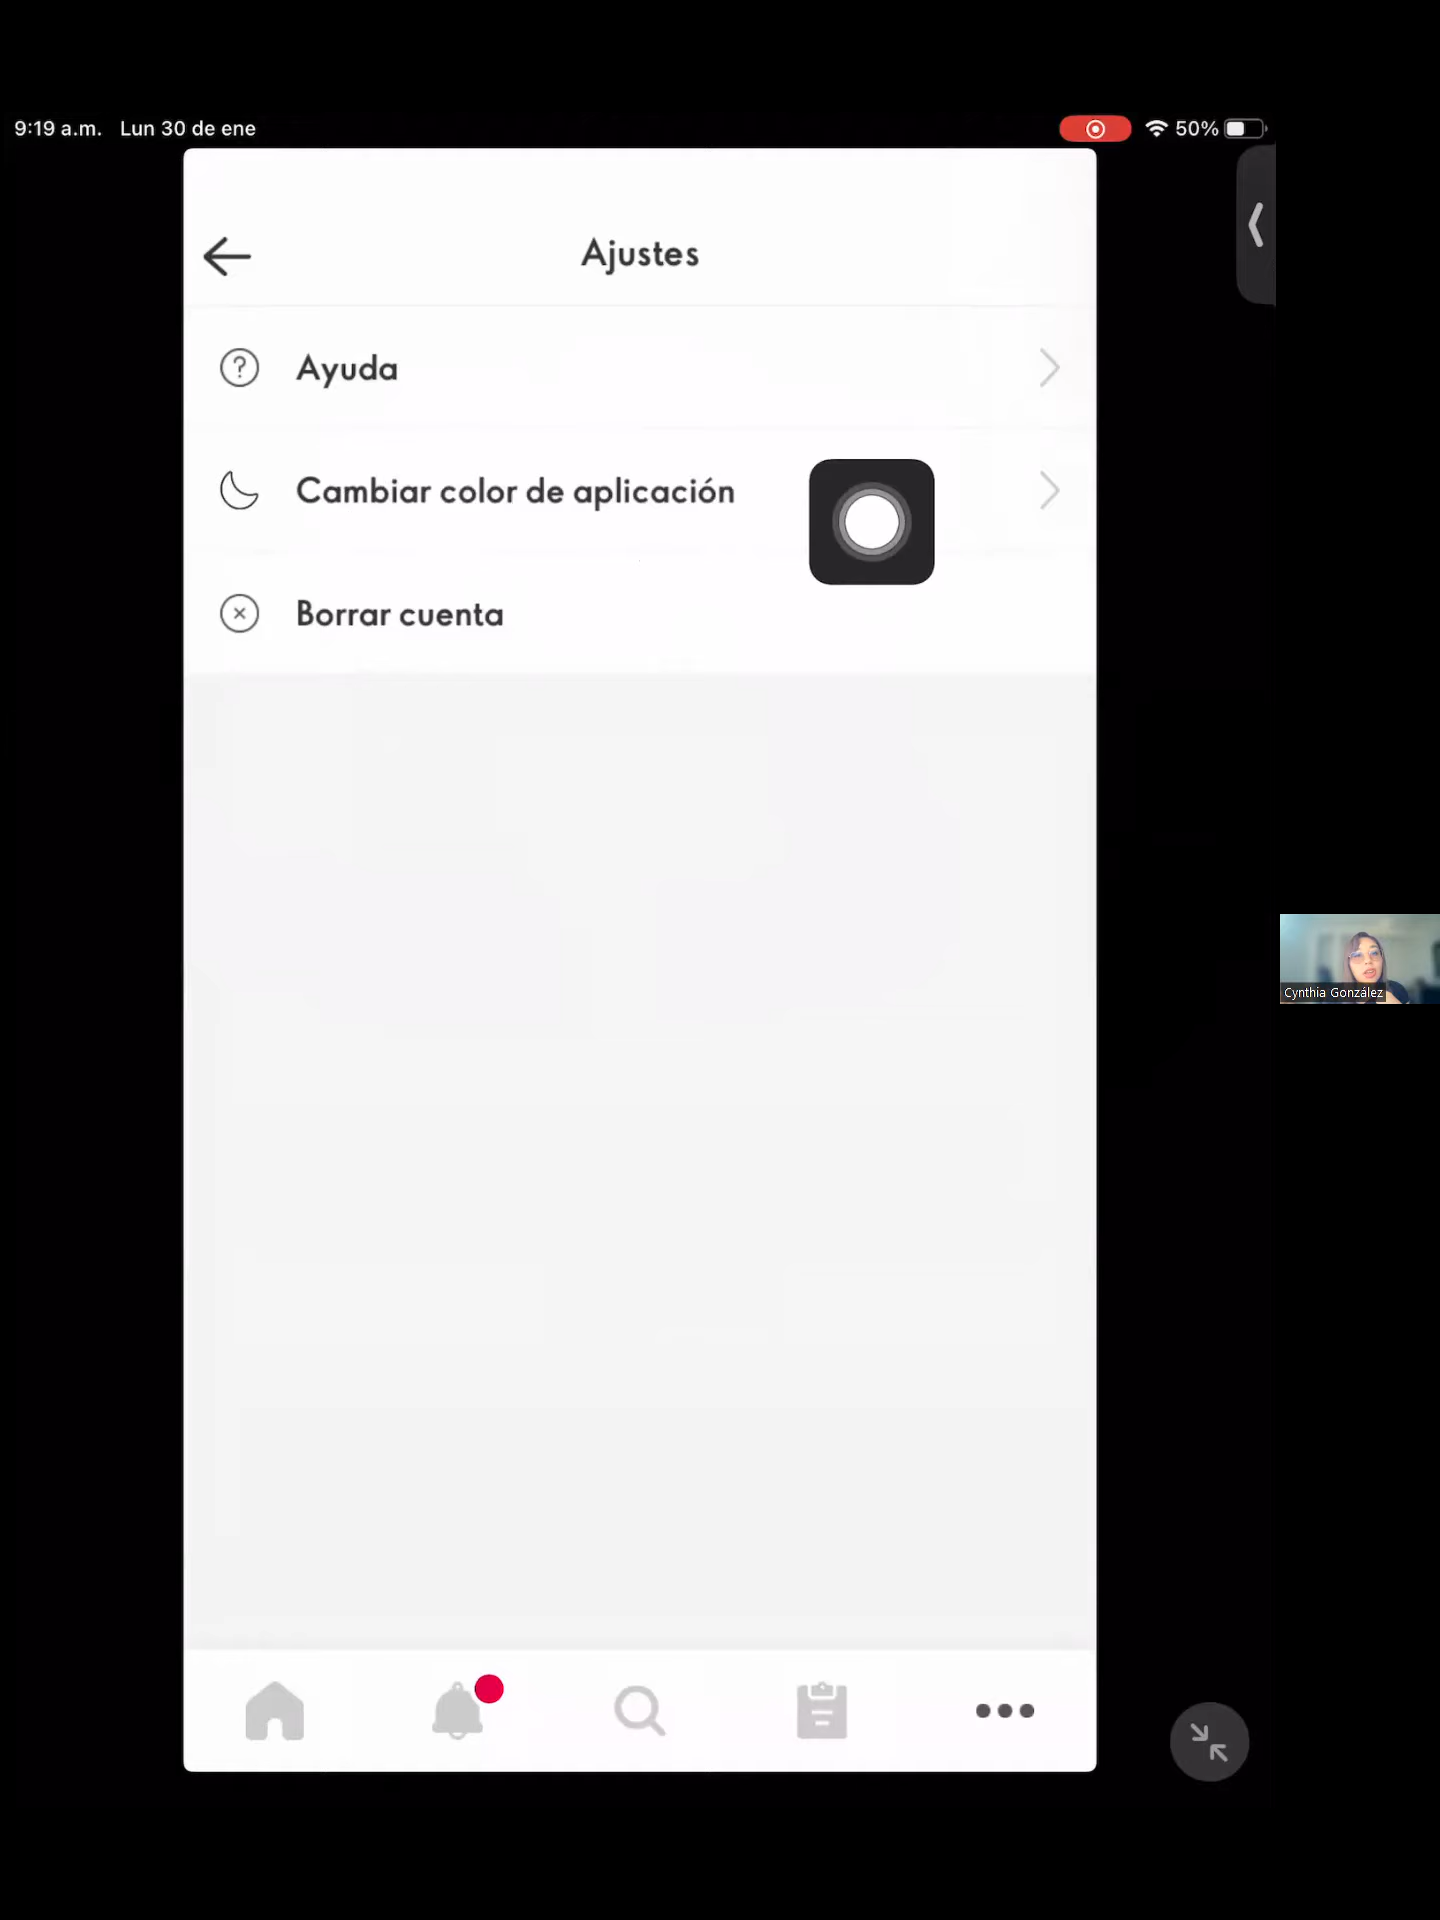 9:19 a.m. Lun 30 de ene
50%
Ajustes
Ayuda
Cambiar color de aplicación
Borrar cuenta
Cynthia González